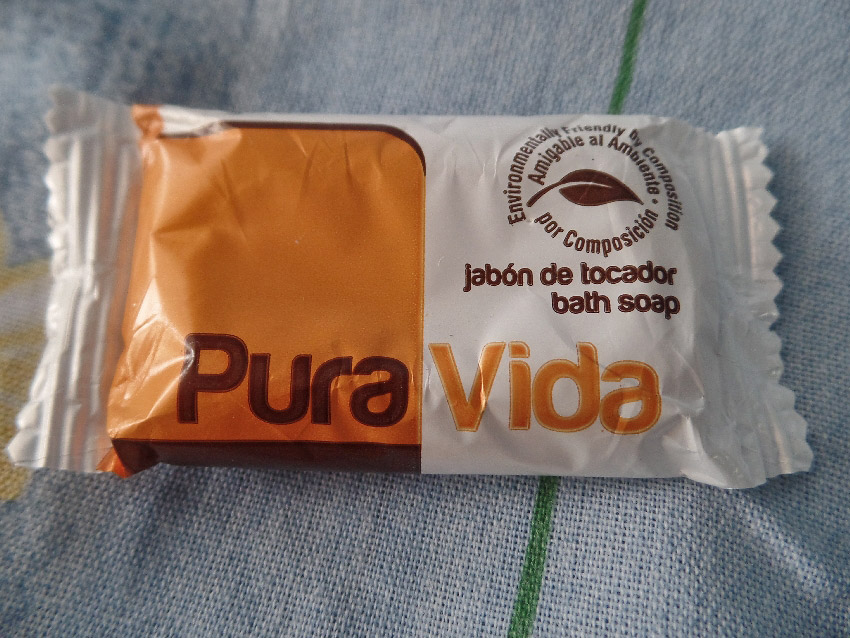 Environmentally Friendly by Composition
Amigable al Ambiente •
por Composición
jabón de tocador
bath soap
Pura Vida